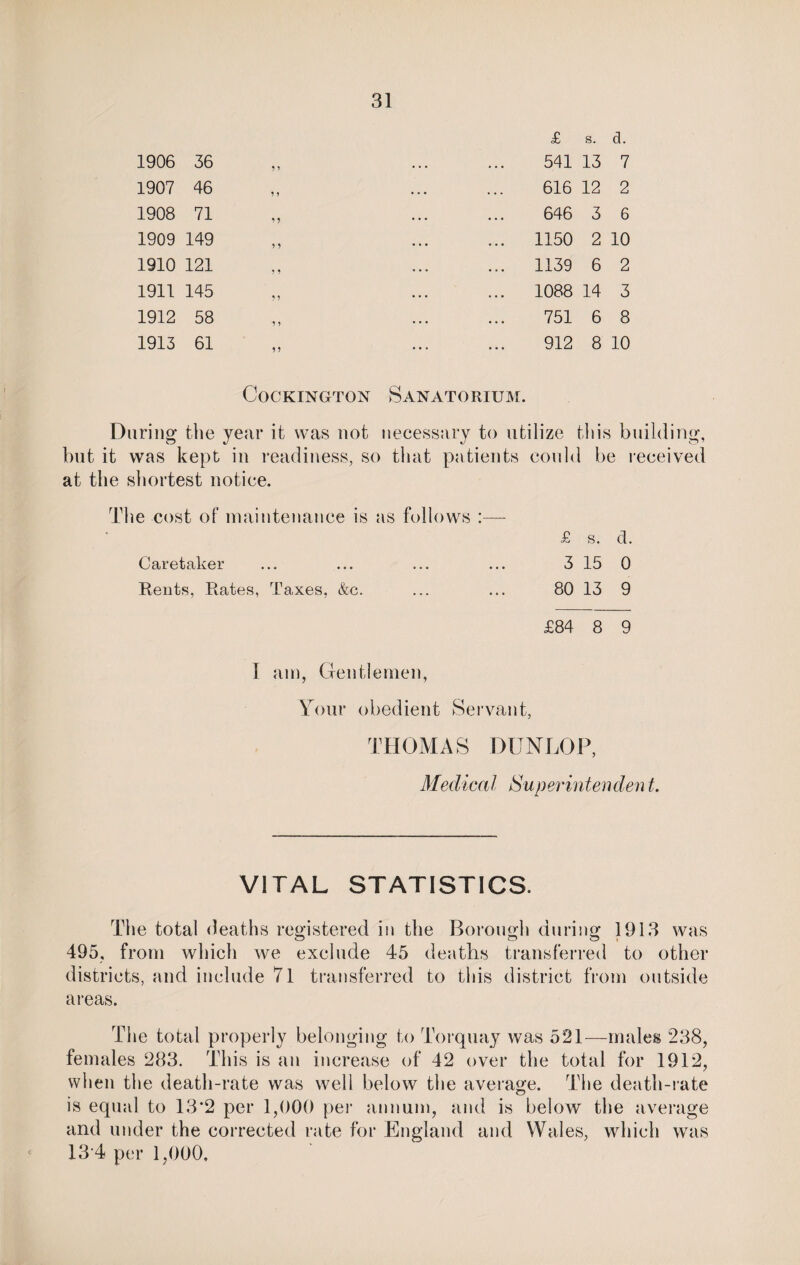 31
£ s. d.
1906 36 ,, ... ... 541 13 7
1907 46 ,, ... ... 616 12 2
1908 71 ,, ... ... 646 3 6
1909 149 ,, ... ... 1150 2 10
1910 121 ,, ... ... 1139 6 2
1911 145 ,, ... ... 1088 14 3
1912 58 ,, ... ... 751 6 8
1913 61 ,, ... ... 912 8 10
Cockington Sanatorium.
During the year it was not necessary to utilize this building,
but it was kept in readiness, so that patients could be received
at the shortest notice.
The cost of maintenance is as follows :—
£ s. d.
Caretaker ... ... ... ... 3 15 0
Rents, Rates, Taxes, &c. ... ... 80 13 9
£84 8 9
I am, Gentlemen,
Your obedient Servant,
THOMAS DUNLOP,
Medical Superintendent.
VITAL STATISTICS.
The total deaths registered in the Borough during 1913 was
495, from which we exclude 45 deaths transferred to other
districts, and include 71 transferred to this district from outside
areas.
The total properly belonging to Torquay was 521—males 238,
females 283. This is an increase of 42 over the total for 1912,
when the death-rate was well below the average. The death-rate
is equal to 13·2 per 1,000 per annum, and is below the average
and under the corrected rate for England and Wales, which was
13·4 per 1,000.